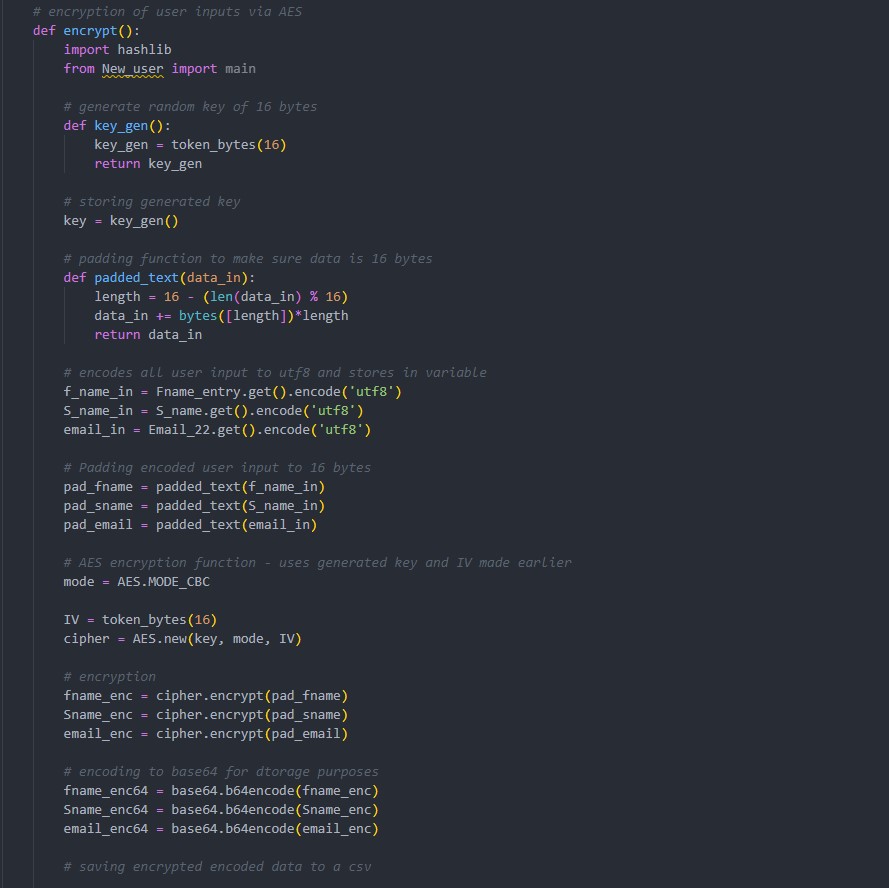 # encryption of user inputs via AES
def encrypt():
import hashlib
from New_user import main
# generate random key of 16 bytes
def key_gen():
key_gen = token_bytes(16)
return key_gen
# storing generated key
key = key_gen()
# padding function to make sure data is 16 bytes
def padded_text(data_in):
length = 16 - (len(data_in) % 16)
data_in += bytes([length])*length
return data_in
# encodes all user input to utf8 and stores in variable
f_name_in = Fname_entry.get().encode('utf8')
S_name_in = S_name.get().encode('utf8')
email_in = Email_22.get().encode('utf8')
# Padding encoded user input to 16 bytes
pad_fname = padded_text(f_name_in)
pad_sname = padded_text(S_name_in)
pad_email = padded_text(email_in)
# AES encryption function - uses generated key and IV made earlier
mode = AES.MODE_CBC
IV = token_bytes(16)
cipher = AES.new(key, mode, IV)
# encryption
fname_enc = cipher.encrypt(pad_fname)
Sname_enc = cipher.encrypt(pad_sname)
email_enc = cipher.encrypt(pad_email)
# encoding to base64 for dtorage purposes
fname_enc64 = base64.b64encode(fname_enc)
Sname_enc64 = base64.b64encode(Sname_enc)
email_enc64 = base64.b64encode(email_enc)
# saving encrypted encoded data to a csv